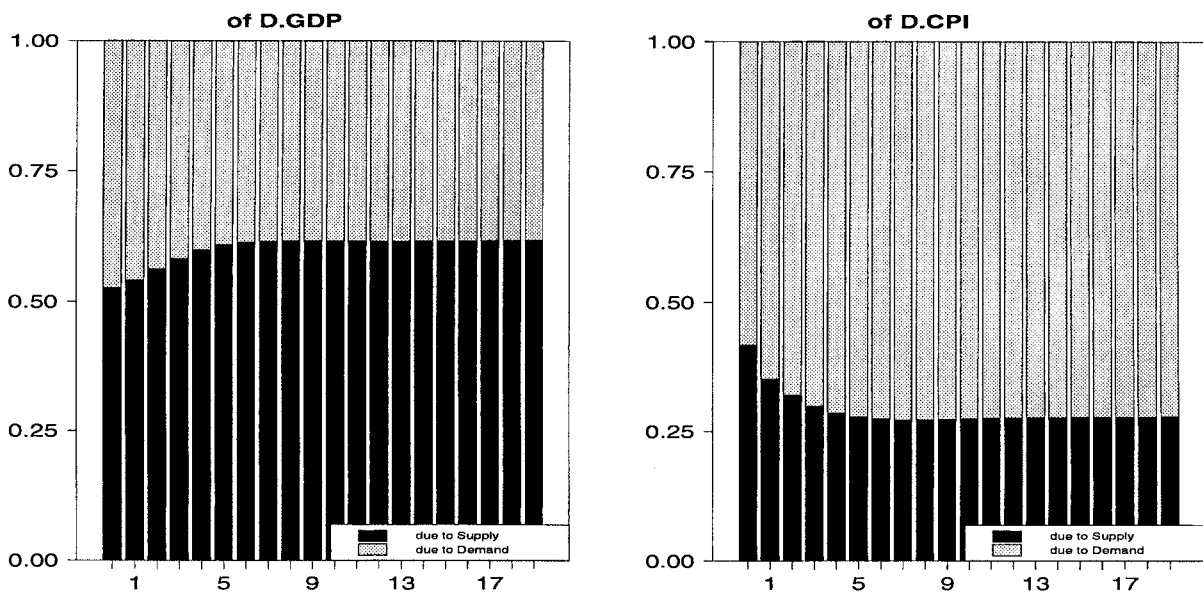 of D.GDP
1.00
0.75
0.50
0.25
0.00
1 5 9 13 17
due to Supply
due to Demand
of D.CPI
1.00
0.75
0.50
0.25
0.00
1 5 9 13 17
due to Supply
due to Demand